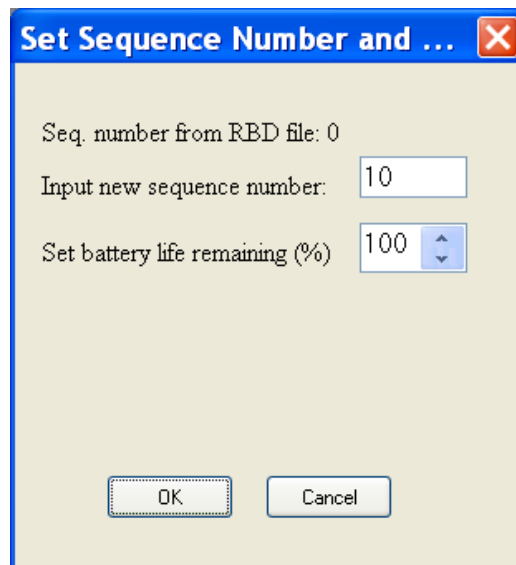 Set Sequence Number and ...
Seq. number from RBD file: 0
Input new sequence number: 10
Set battery life remaining (%) 100
OK Cancel